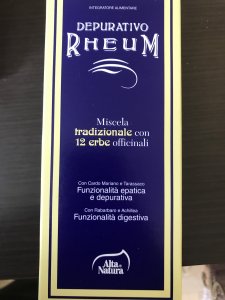 INTEGRATORE ALIMENTARE
DEPURATIVO
RHEUM
Miscela
tradizionale con
12 erbe officinali
Con Cardo Mariano e Tarassaco
Funzionalità epatica
e depurativa
Con Rabarbaro e Achillea
Funzionalità digestiva
Alta
Natura